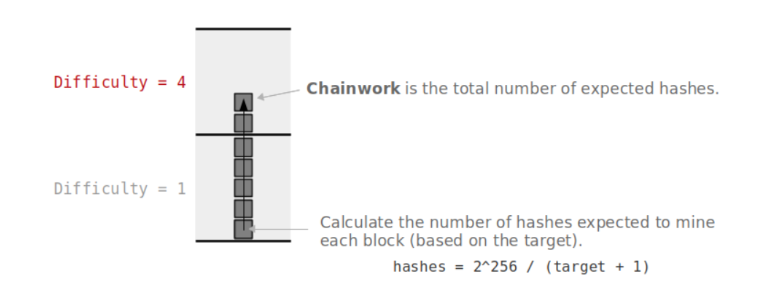 Difficulty = 4
Chainwork is the total number of expected hashes.
Difficulty = 1
Calculate the number of hashes expected to mine
each block (based on the target).
hashes = 2^256 / (target + 1)